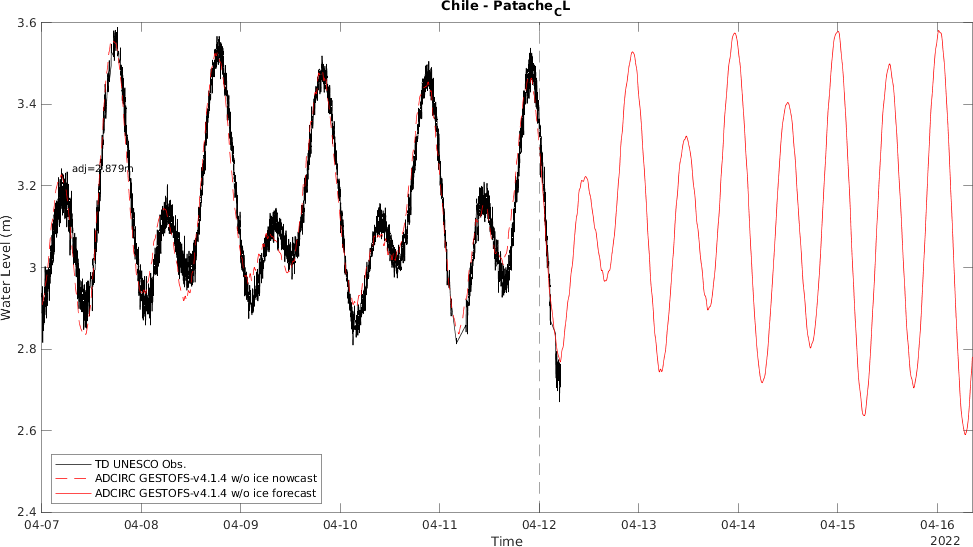 Chile - Patache_CL
3.6
3.4
3.2
3
2.8
2.6
2.4
Water Level (m)
adj=2.879m
TD UNESCO Obs.
ADCIRC GESTOFS-v4.1.4 w/o ice nowcast
ADCIRC GESTOFS-v4.1.4 w/o ice forecast
04-07 04-08 04-09 04-10 04-11 04-12 04-13 04-14 04-15 04-16
Time 2022